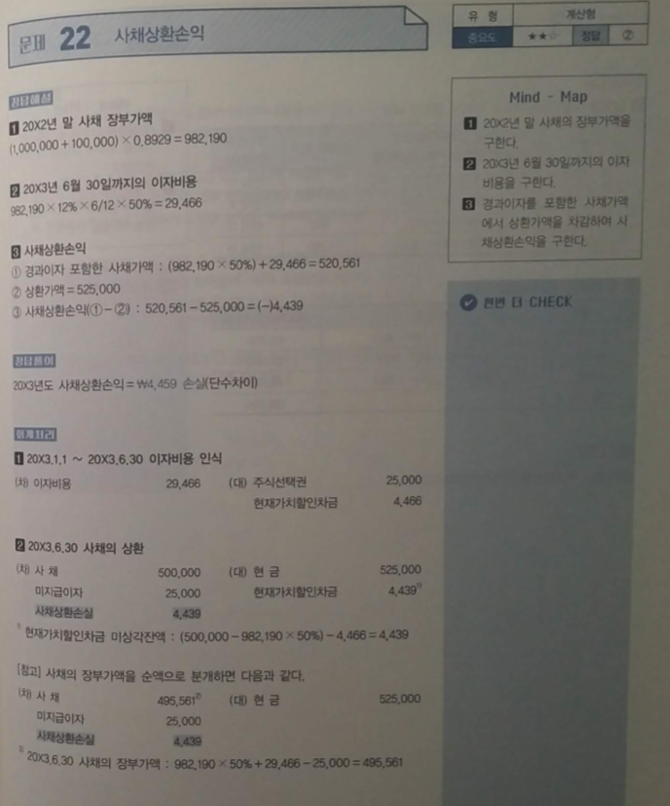 문제 22 사채상환손익
유 형 계산형
중요도 ★★☆ 정답 ②
정답해설
1 20X2년 말 사채 장부가액
(1,000,000 + 100,000) × 0.8929 = 982,190
2 20X3년 6월 30일까지의 이자비용
982,190 × 12% × 6/12 × 50% = 29,466
3 사채상환손익
① 경과이자 포함한 사채가액 : (982,190 × 50%) + 29,466 = 520,561
② 상환가액 = 525,000
③ 사채상환손익(① - ②) : 520,561 - 525,000 = (-)4,439
정답풀이
20X3년도 사채상환손익 = ₩4,459 손실(단수차이)
회계처리
1 20X3.1.1 ~ 20X3.6.30 이자비용 인식
(차) 이자비용 29,466 (대) 주식선택권 25,000
현재가치할인차금 4,466
2 20X3.6.30 사채의 상환
(차) 사 채 500,000 (대) 현 금 525,000
미지급이자 25,000 현재가치할인차금 4,439¹⁾
사채상환손실 4,439
¹⁾ 현재가치할인차금 미상각잔액 : (500,000 - 982,190 × 50%) - 4,466 = 4,439
[참고] 사채의 장부가액을 순액으로 분개하면 다음과 같다.
(차) 사 채 495,561²⁾ (대) 현 금 525,000
미지급이자 25,000
사채상환손실 4,439
²⁾ 20X3.6.30 사채의 장부가액 : 982,190 × 50% + 29,466 - 25,000 = 495,561
Mind - Map
1 20X2년 말 사채의 장부가액을
구한다.
2 20X3년 6월 30일까지의 이자
비용을 구한다.
3 경과이자를 포함한 사채가액
에서 상환가액을 차감하여 사
채상환손익을 구한다.
한번 더 CHECK